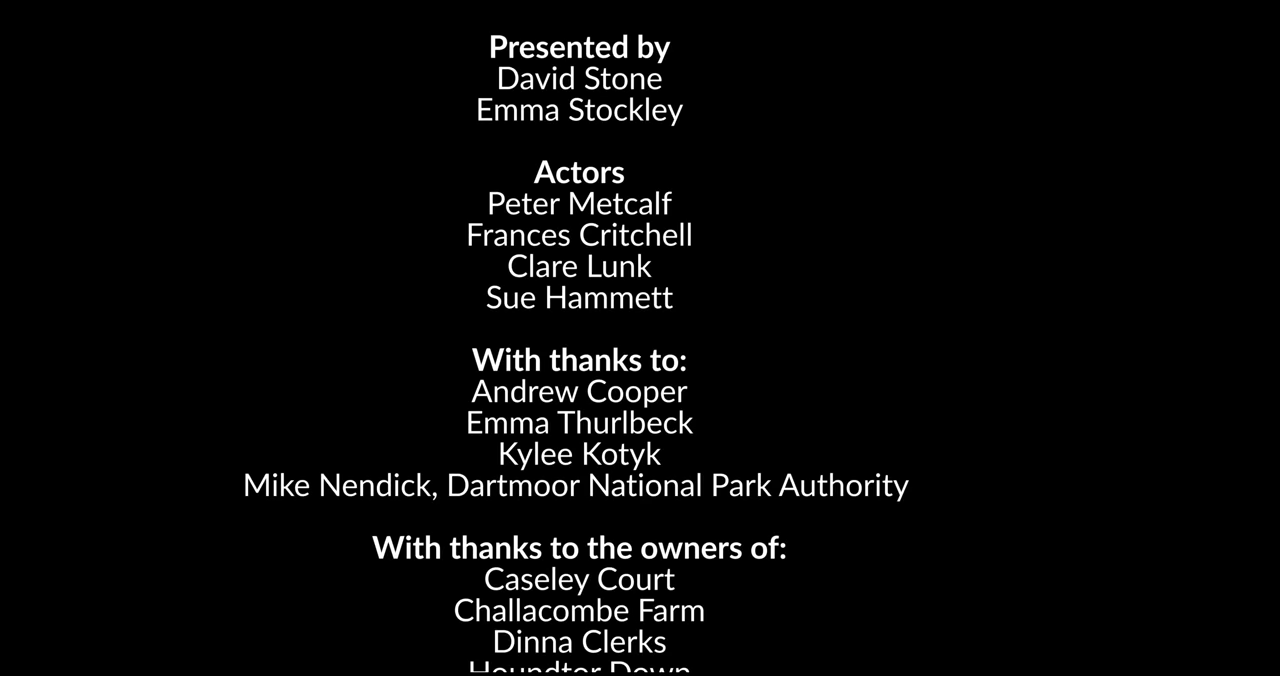 Presented by
David Stone
Emma Stockley
Actors
Peter Metcalf
Frances Critchell
Clare Lunk
Sue Hammett
With thanks to:
Andrew Cooper
Emma Thurlbeck
Kylee Kotyk
Mike Nendick, Dartmoor National Park Authority
With thanks to the owners of:
Caseley Court
Challacombe Farm
Dinna Clerks
Houndtor Down